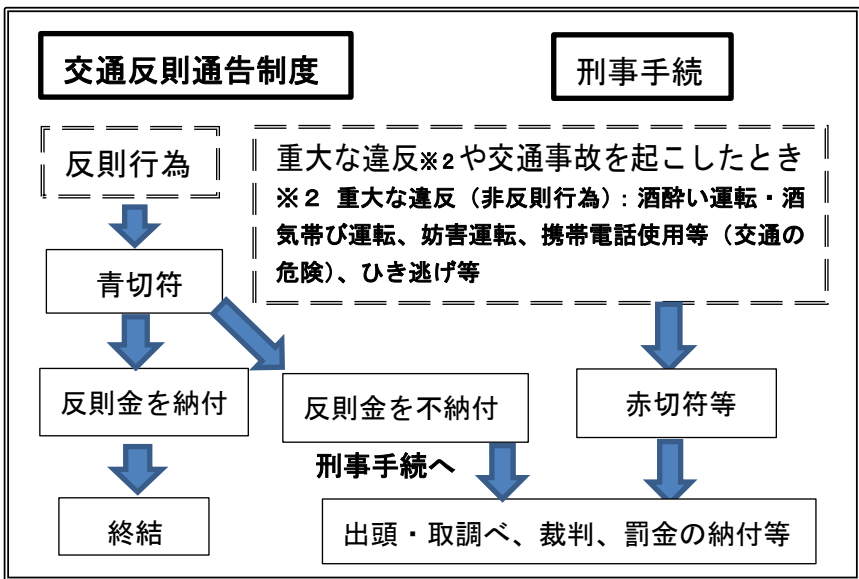 交通反則通告制度
刑事手続
反則行為
重大な違反※2や交通事故を起こしたとき
※2 重大な違反（非反則行為）：酒酔い運転・酒
気帯び運転、妨害運転、携帯電話使用等（交通の
危険）、ひき逃げ等
青切符
反則金を納付
反則金を不納付
赤切符等
刑事手続へ
終結
出頭・取調べ、裁判、罰金の納付等